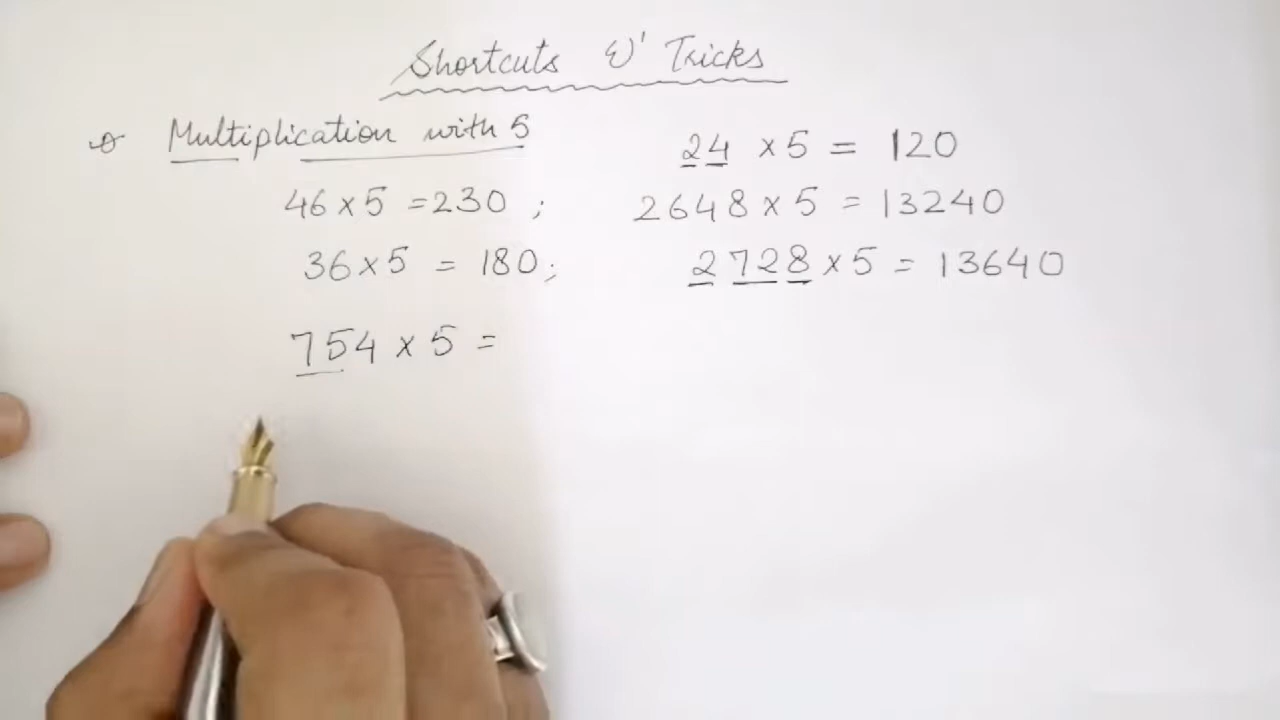 Shortcuts & Tricks
Multiplication with 5
46 x 5 = 230 ;
36 x 5 = 180 ;
754 x 5 =
24 x 5 = 120
2648 x 5 = 13240
2728 x 5 = 13640